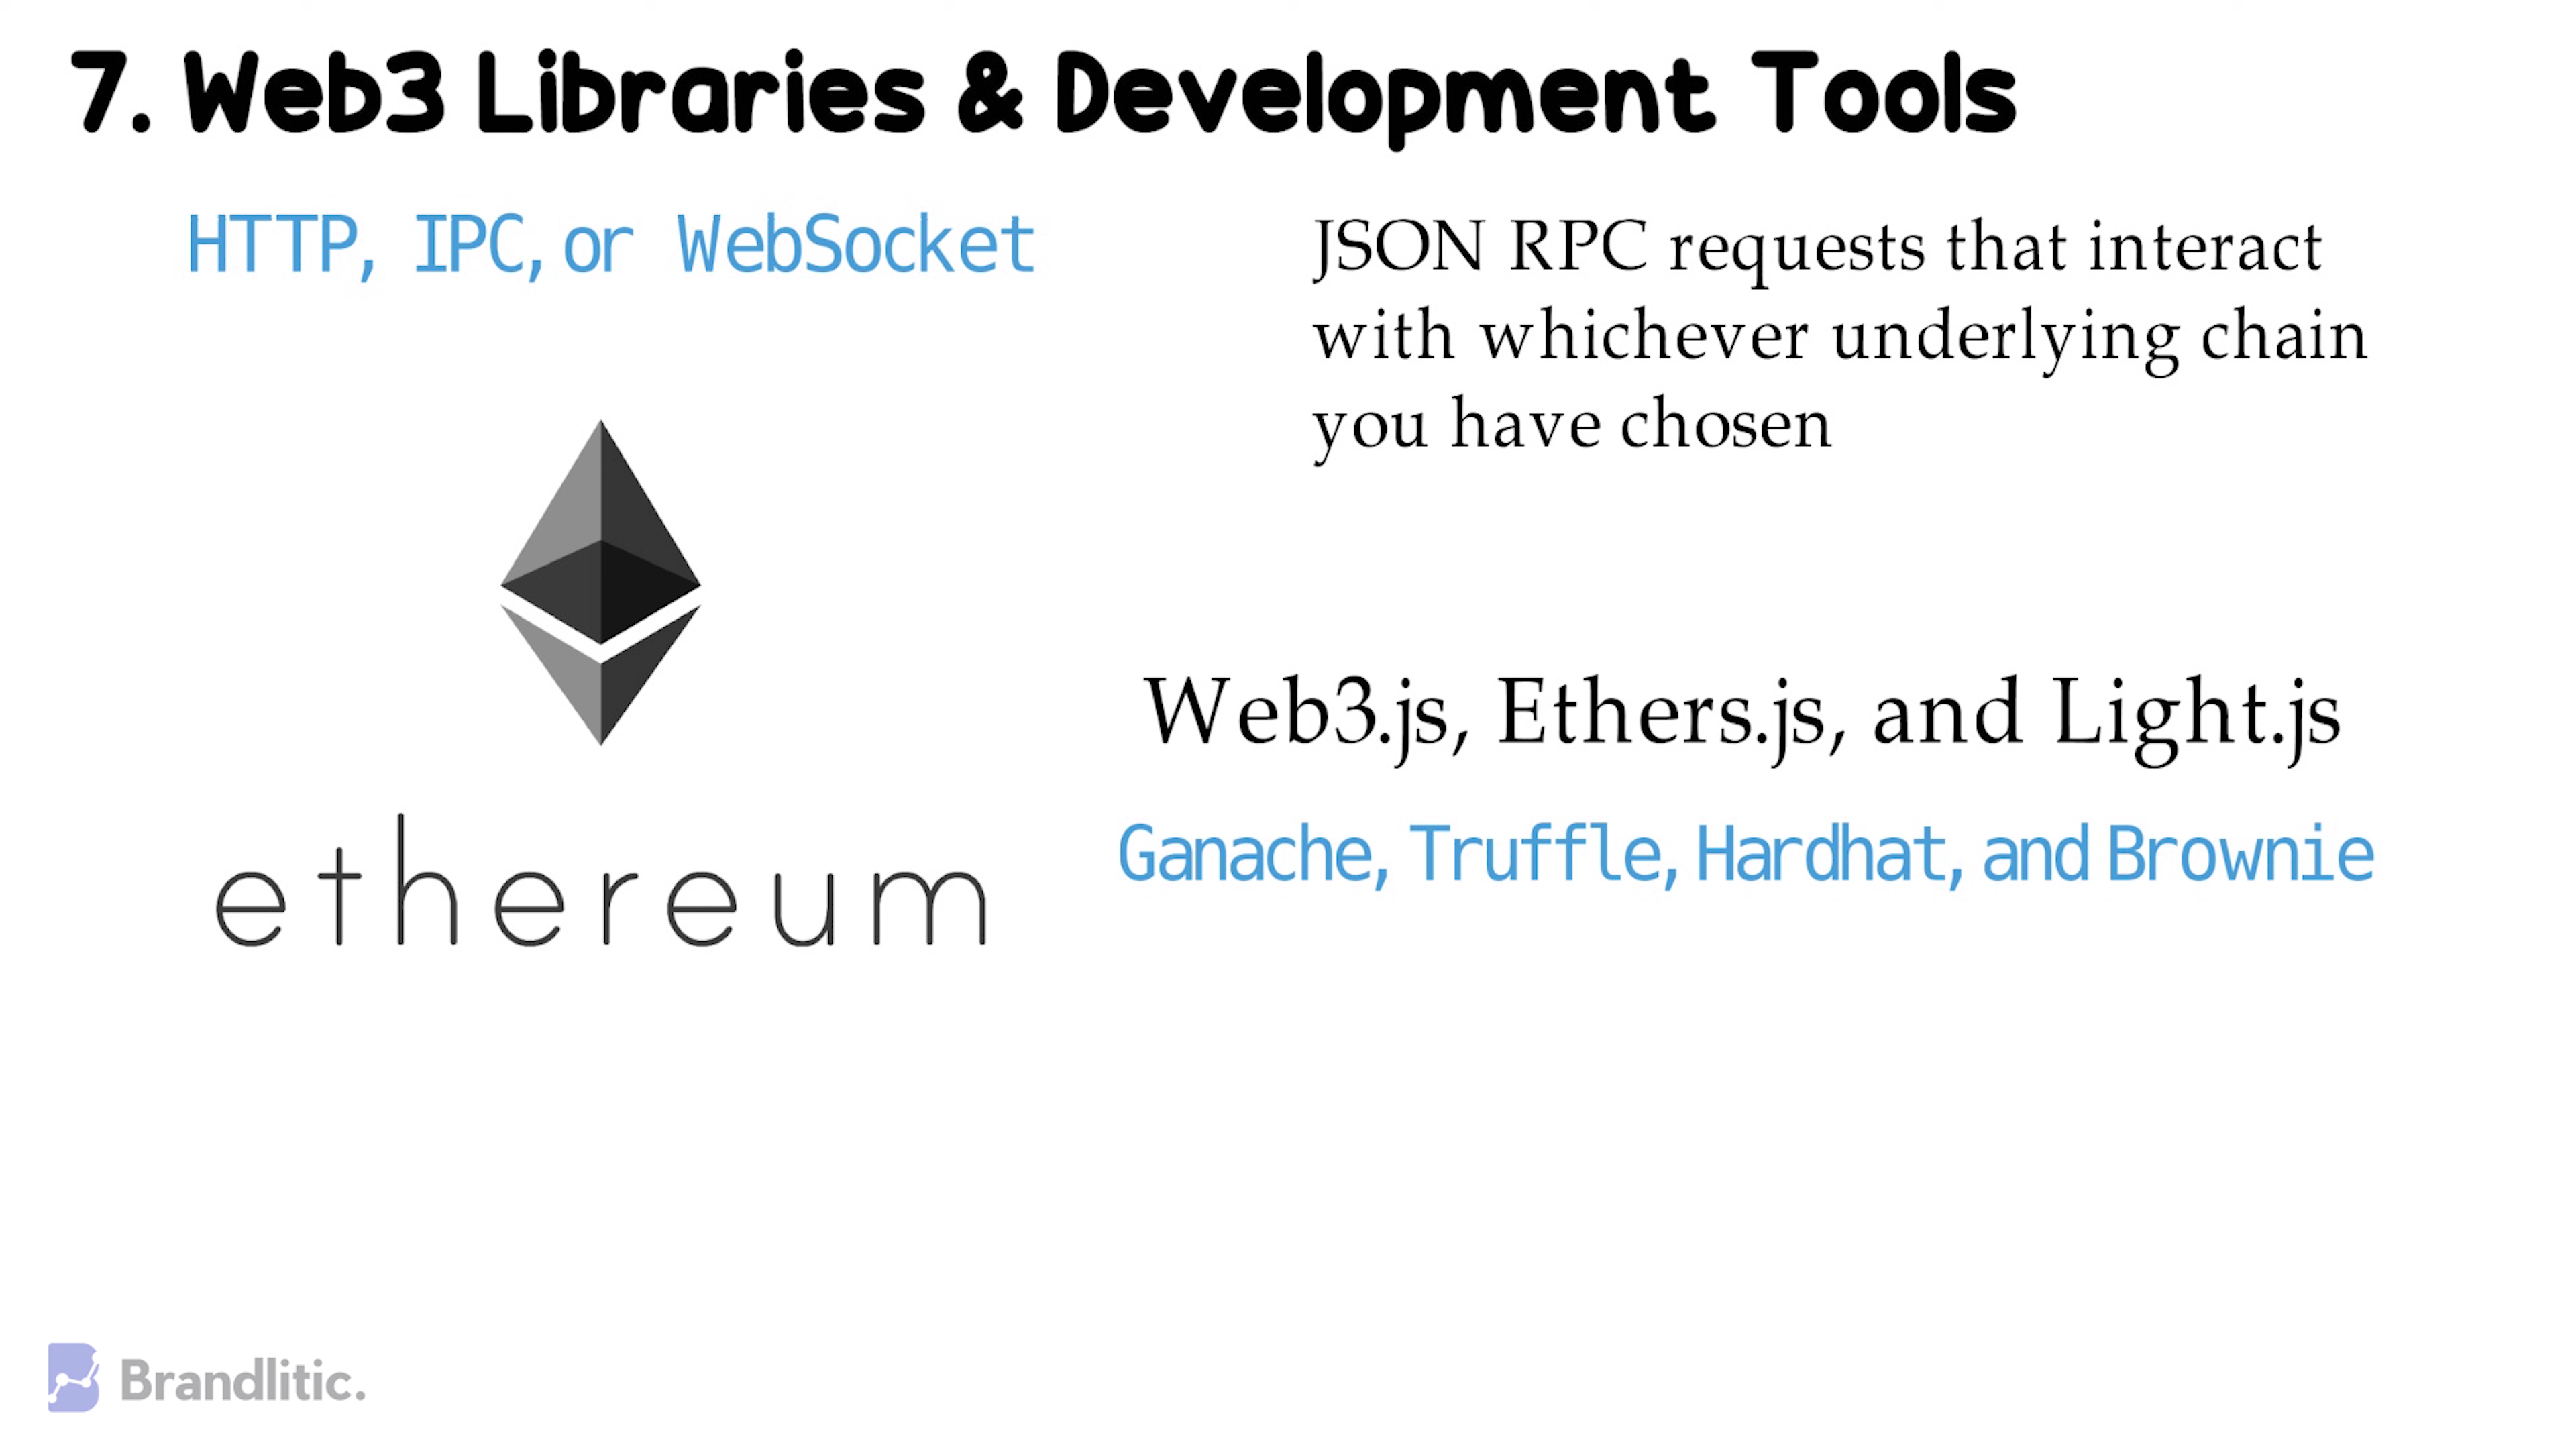 7. Web3 Libraries & Development Tools
HTTP, IPC, or WebSocket
JSON RPC requests that interact
with whichever underlying chain
you have chosen
ethereum
Web3.js, Ethers.js, and Light.js
Ganache, Truffle, Hardhat, and Brownie
Brandlitic.